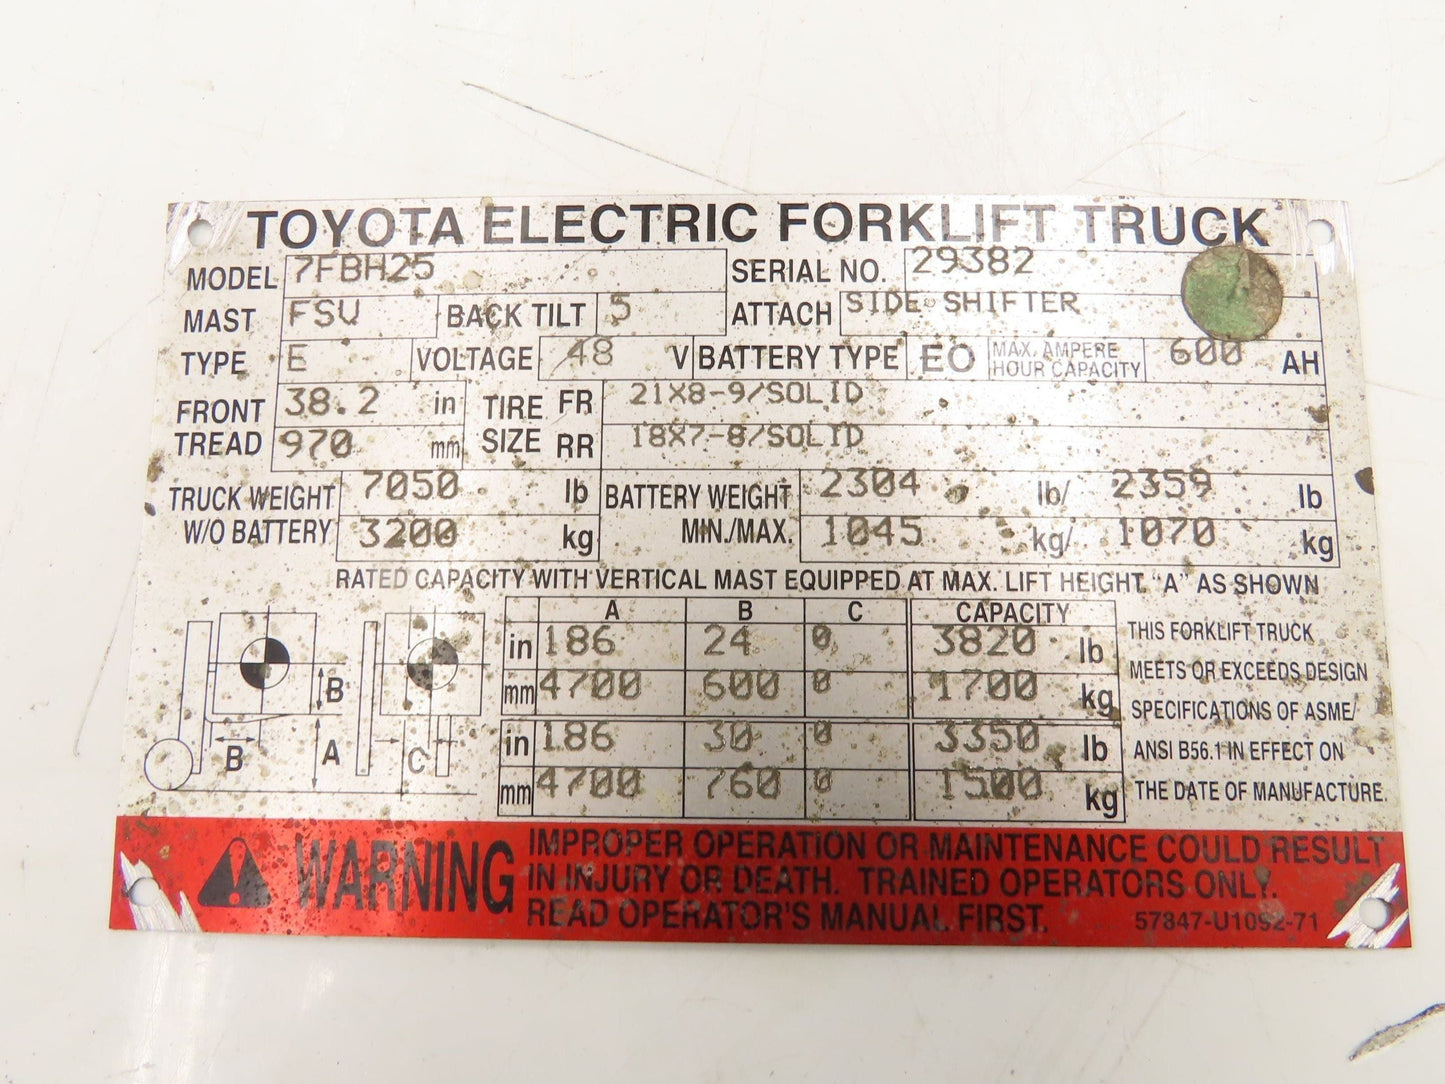 TOYOTA ELECTRIC FORKLIFT TRUCK
MODEL 7FBH25 SERIAL NO. 29382
MAST FSV BACK TILT 5 ATTACH SIDE SHIFTER
TYPE E VOLTAGE 48 V BATTERY TYPE EO MAX. AMPERE HOUR CAPACITY 600 AH
FRONT TREAD 38.2 in TIRE SIZE FR 21X8-9/SOLID
970 mm RR 18X7-8/SOLID
TRUCK WEIGHT W/O BATTERY 7050 lb BATTERY WEIGHT MIN./MAX. 2304 lb/ 2359 lb
3200 kg 1045 kg/ 1070 kg
RATED CAPACITY WITH VERTICAL MAST EQUIPPED AT MAX. LIFT HEIGHT "A" AS SHOWN
A B C CAPACITY
in 186 24 0 3820 lb
mm 4700 600 0 1700 kg
in 186 30 0 3350 lb
mm 4700 760 0 1500 kg
B
B A C
THIS FORKLIFT TRUCK
MEETS OR EXCEEDS DESIGN
SPECIFICATIONS OF ASME/
ANSI B56.1 IN EFFECT ON
THE DATE OF MANUFACTURE.
WARNING
IMPROPER OPERATION OR MAINTENANCE COULD RESULT
IN INJURY OR DEATH. TRAINED OPERATORS ONLY.
READ OPERATOR'S MANUAL FIRST. 57847-U1092-71